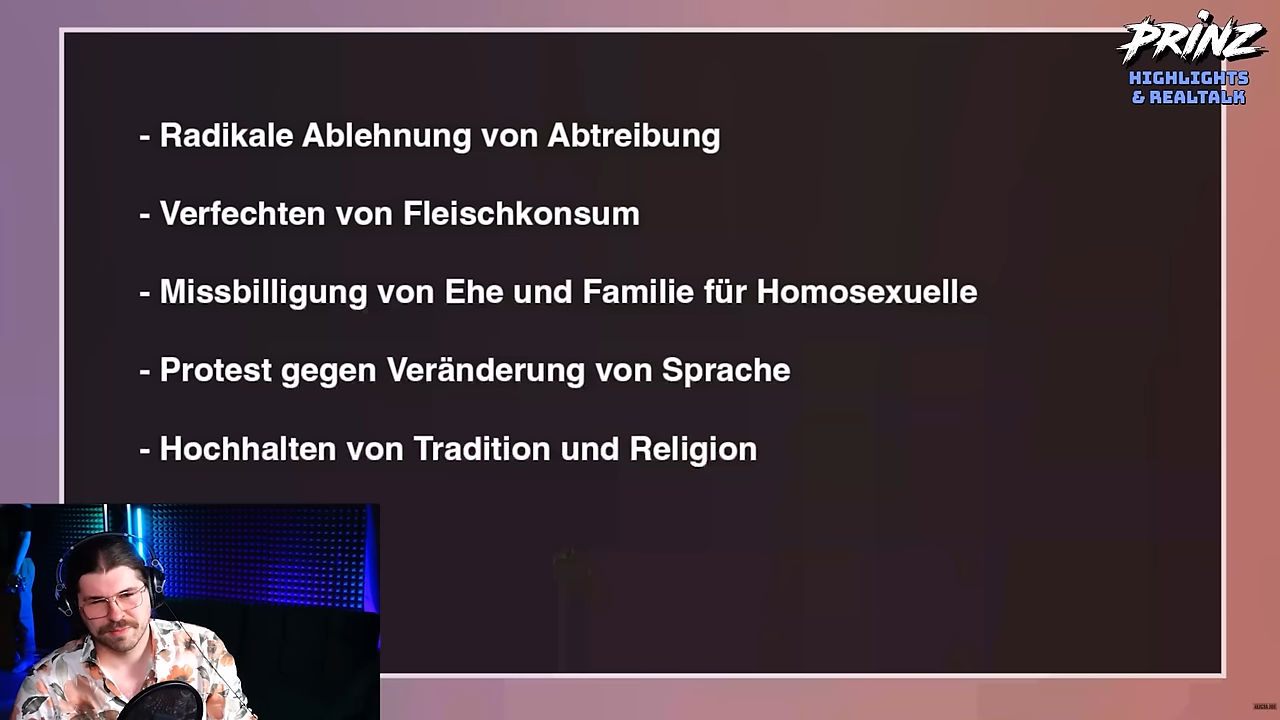 PRINZ
HIGHLIGHTS
& REALTALK
- Radikale Ablehnung von Abtreibung
- Verfechten von Fleischkonsum
- Missbilligung von Ehe und Familie für Homosexuelle
- Protest gegen Veränderung von Sprache
- Hochhalten von Tradition und Religion